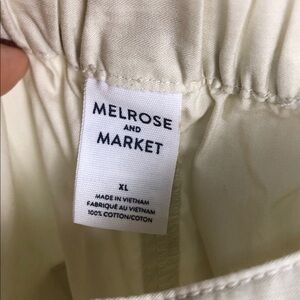 MELROSE
AND
MARKET
XL
MADE IN VIETNAM
FABRIQUÉ AU VIETNAM
100% COTTON/COTON